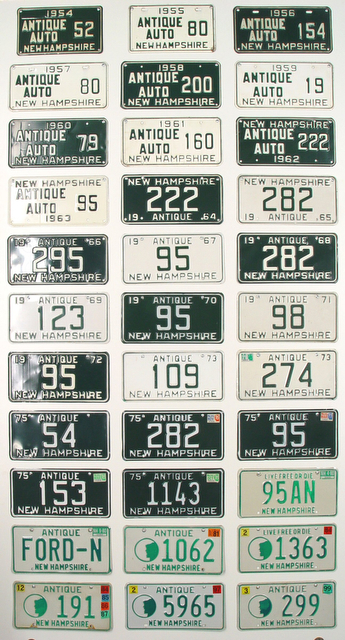 1954
ANTIQUE
AUTO 52
NEW HAMPSHIRE
1955
ANTIQUE
AUTO 80
NEW HAMPSHIRE
1956
ANTIQUE
AUTO 154
NEW HAMPSHIRE
1957
ANTIQUE
AUTO 80
NEW HAMPSHIRE
1958
ANTIQUE
AUTO 200
NEW HAMPSHIRE
1959
ANTIQUE
AUTO 19
NEW HAMPSHIRE
1960
ANTIQUE
AUTO 79
NEW HAMPSHIRE
1961
ANTIQUE
AUTO 160
NEW HAMPSHIRE
NEW HAMPSHIRE
ANTIQUE
AUTO 222
1962
NEW HAMPSHIRE
ANTIQUE
AUTO 95
1963
NEW HAMPSHIRE
222
19 ANTIQUE 64
NEW HAMPSHIRE
282
19 ANTIQUE 65
19 ANTIQUE 66
295
NEW HAMPSHIRE
19 ANTIQUE 67
95
NEW HAMPSHIRE
19 ANTIQUE 68
282
NEW HAMPSHIRE
19 ANTIQUE 69
123
NEW HAMPSHIRE
19 ANTIQUE 70
95
NEW HAMPSHIRE
19 ANTIQUE 71
98
NEW HAMPSHIRE
19 ANTIQUE 72
95
NEW HAMPSHIRE
ANTIQUE 73
109
NEW HAMPSHIRE
ANTIQUE 73
274
NEW HAMPSHIRE
75 ANTIQUE
54
NEW HAMPSHIRE
75 ANTIQUE
282
NEW HAMPSHIRE
75 ANTIQUE
95
NEW HAMPSHIRE
75 ANTIQUE
153
NEW HAMPSHIRE
75 ANTIQUE
1143
NEW HAMPSHIRE
LIVE FREE OR DIE
95AN
NEW HAMPSHIRE
ANTIQUE
FORD-N
NEW HAMPSHIRE
ANTIQUE 81
1062
NEW HAMPSHIRE
2 LIVE FREE OR DIE
1363
NEW HAMPSHIRE
12 ANTIQUE
191
NEW HAMPSHIRE
2 ANTIQUE
5965
NEW HAMPSHIRE
3 ANTIQUE 99
299
NEW HAMPSHIRE